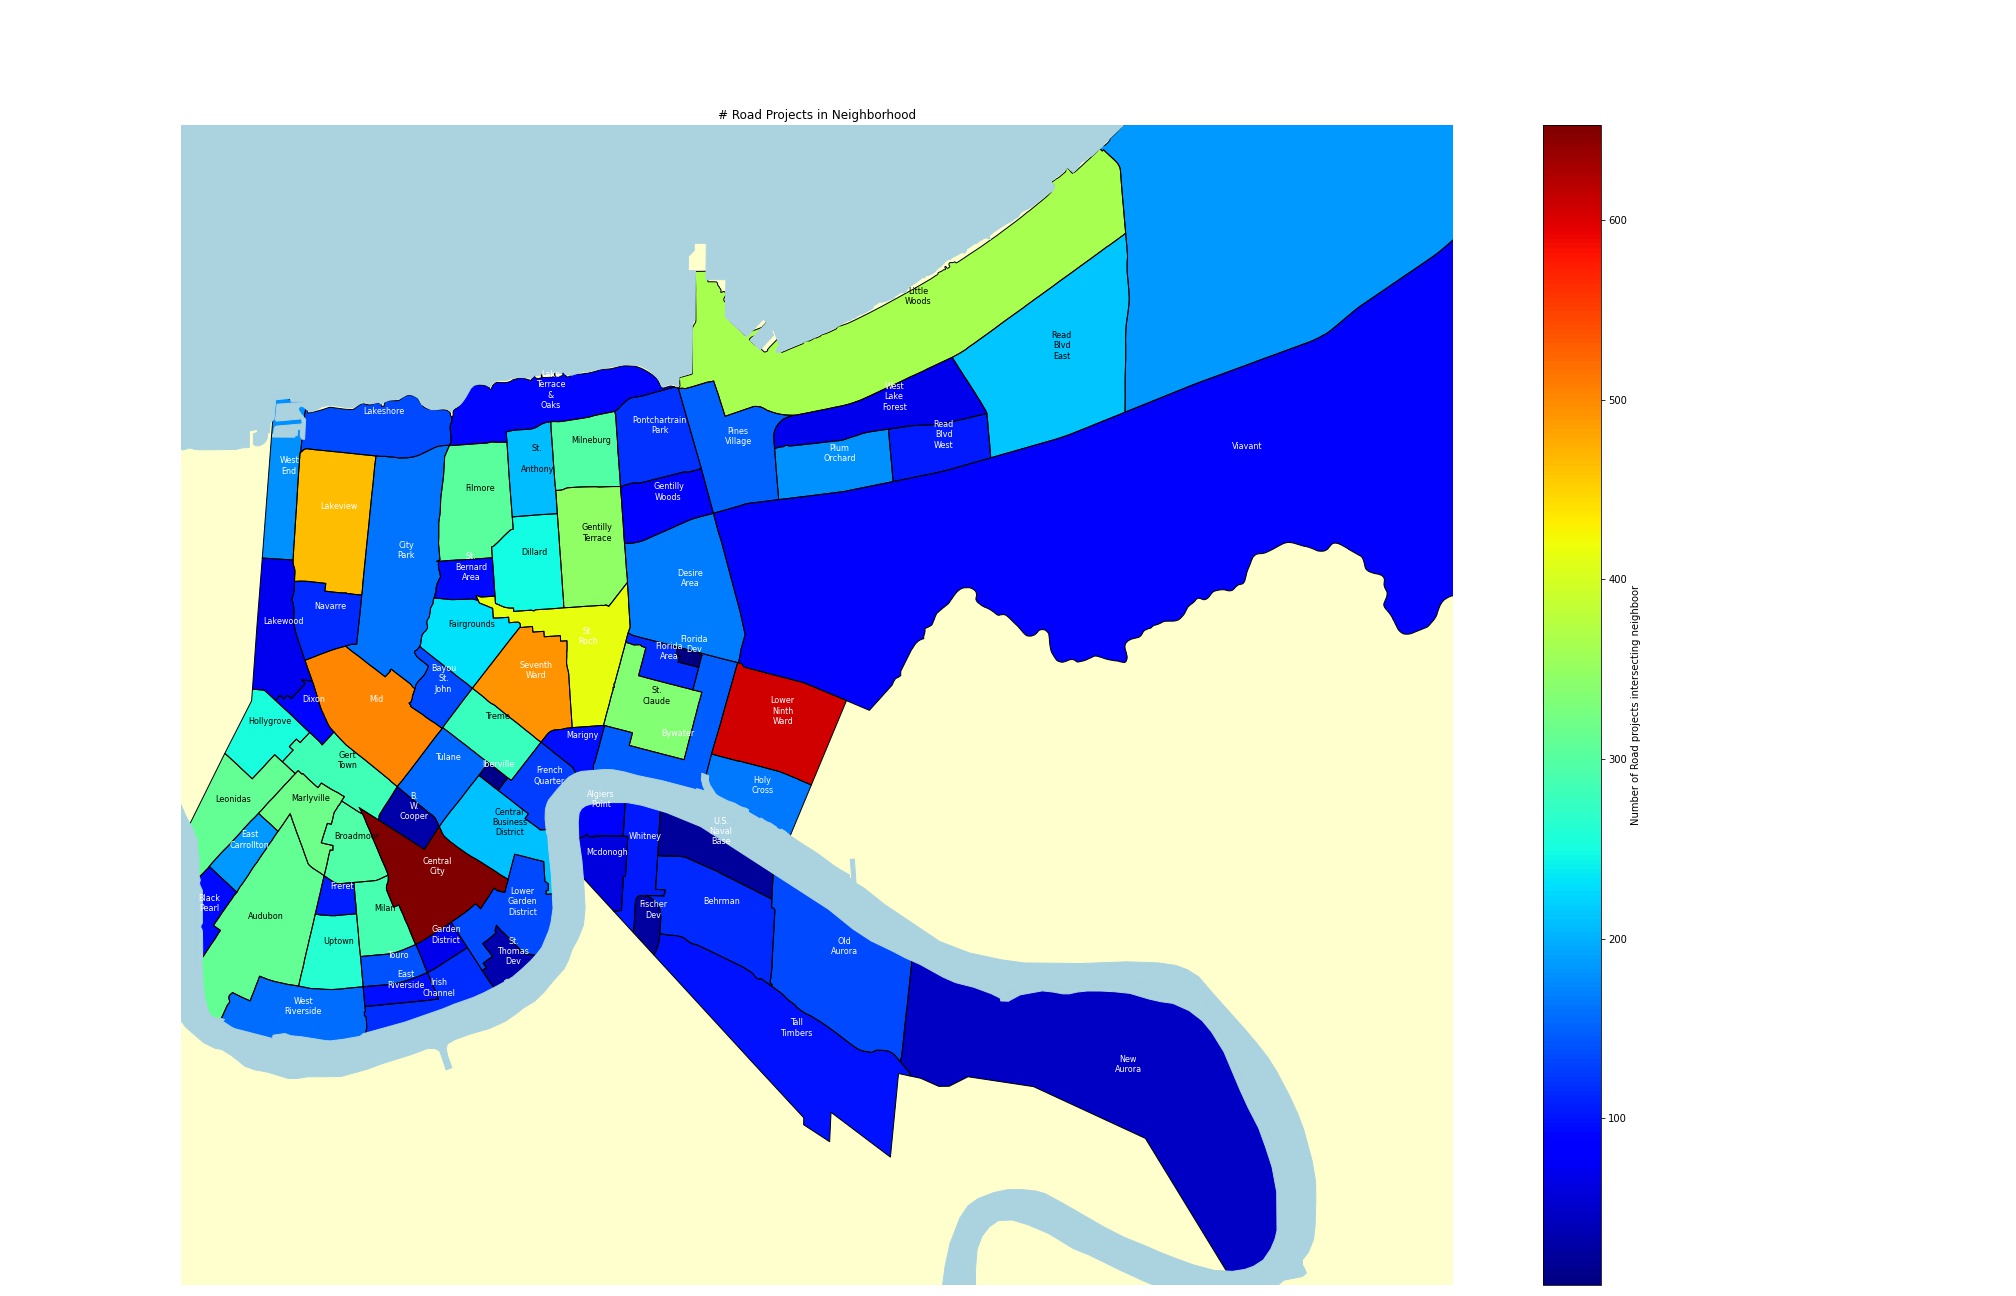 # Road Projects in Neighborhood
Little
Woods
Read
Blvd
East
Lake
Terrace
&
Oaks
West
Lake
Forest
Lakeshore
Pontchartrain
Park
Pines
Village
Read
Blvd
West
Viavant
Milneburg
St.
Anthony
Plum
Orchard
West
End
Filmore
Gentilly
Woods
Lakeview
Gentilly
Terrace
City
Park
Dillard
St.
Bernard
Area
Desire
Area
Navarre
Lakewood
Fairgrounds
St.
Roch
Florida
Dev
Florida
Area
Seventh
Ward
Bayou
St.
John
St.
Claude
Dixon
Mid
Lower
Ninth
Ward
Hollygrove
Treme
Bywater
Marigny
Gert
Town
Tulane
Iberville
French
Quarter
Holy
Cross
Leonidas
Marlyville
B.
W.
Cooper
Algiers
Point
Central
Business
District
U.S.
Naval
Base
East
Carrollton
Broadmoor
Whitney
Mcdonogh
Central
City
Freret
Black
Pearl
Lower
Garden
District
Fischer
Dev
Behrman
Audubon
Milan
Uptown
Garden
District
St.
Thomas
Dev
Old
Aurora
Touro
East
Riverside
Irish
Channel
West
Riverside
Tall
Timbers
New
Aurora
600
500
400
300
200
100
Number of Road projects intersecting neighboor